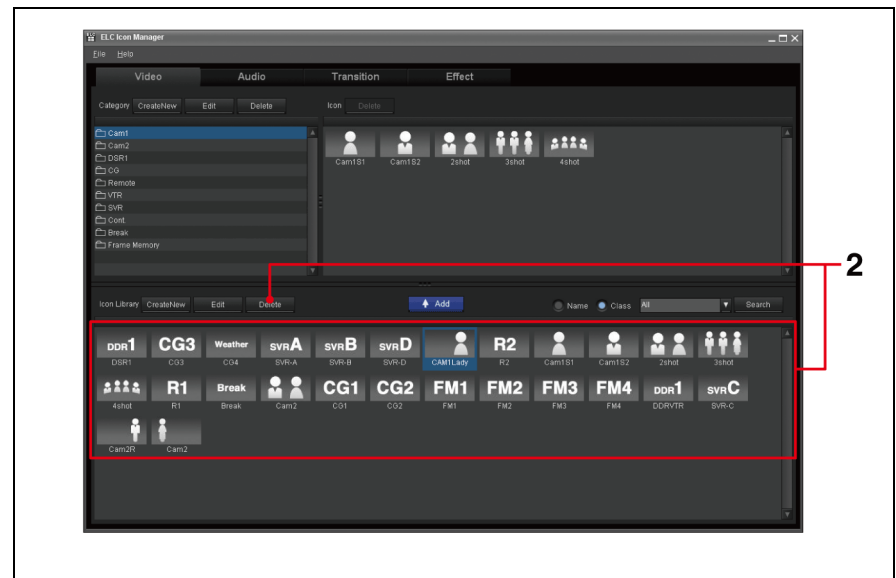 ELC Icon Manager
File Help
Video Audio Transition Effect
Category CreateNew Edit Delete Icon Delete
Cam1
Cam2
DSR1
CG
Remote
VTR
SVR
Cont.
Break
Frame Memory
Cam1S1 Cam1S2 2shot 3shot 4shot
2
Icon Library CreateNew Edit Delete Add Name Class All Search
DDR1 CG3 Weather SVRA SVRB SVRD R2
DSR1 CG3 CG4 SVR-A SVR-B SVR-D CAM1Lady R2 Cam1S1 Cam1S2 2shot 3shot
R1 Break CG1 CG2 FM1 FM2 FM3 FM4 DDR1 SVRC
4shot R1 Break Cam2 CG1 CG2 FM1 FM2 FM3 FM4 DDRVTR SVR-C
Cam2R Cam2